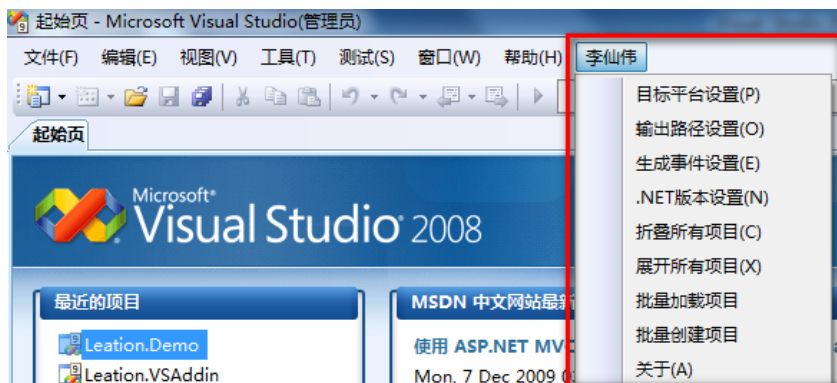 起始页 - Microsoft Visual Studio(管理员)
文件(F) 编辑(E) 视图(V) 工具(T) 测试(S) 窗口(W) 帮助(H) 李仙伟
目标平台设置(P)
输出路径设置(O)
生成事件设置(E)
.NET版本设置(N)
折叠所有项目(C)
展开所有项目(X)
批量加载项目
批量创建项目
关于(A)
起始页
Microsoft®
Visual Studio® 2008
最近的项目
Leation.Demo
Leation.VSAddin
MSDN 中文网站最新
使用 ASP.NET MVC
Mon, 7 Dec 2009 0